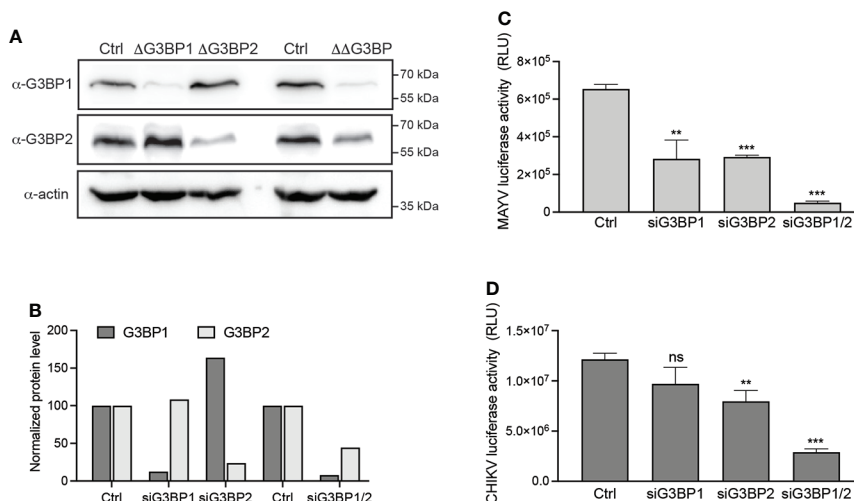 A
Ctrl ΔG3BP1 ΔG3BP2 Ctrl ΔΔG3BP
α-G3BP1
70 kDa
55 kDa
α-G3BP2
70 kDa
55 kDa
α-actin
35 kDa
B
Normalized protein level
200
150
100
50
0
G3BP1 G3BP2
Ctrl siG3BP1 siG3BP2 Ctrl siG3BP1/2
C
MAYV luciferase activity (RLU)
8×10⁵
6×10⁵
4×10⁵
2×10⁵
0
** *** ***
Ctrl siG3BP1 siG3BP2 siG3BP1/2
D
CHIKV luciferase activity (RLU)
1.5×10⁷
1.0×10⁷
5.0×10⁶
0.0
ns ** ***
Ctrl siG3BP1 siG3BP2 siG3BP1/2